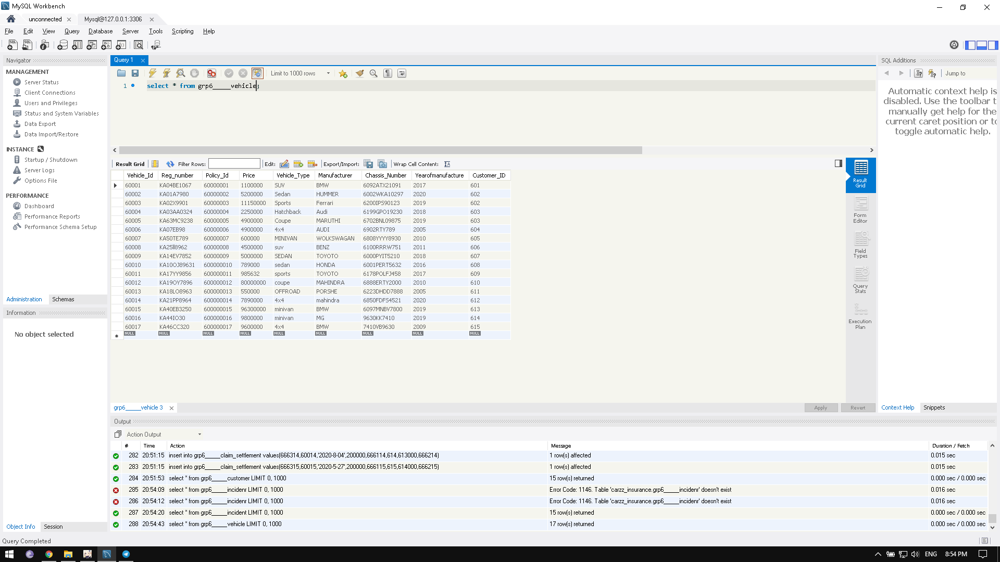 MySQL Workbench
unconnected
Mysql@127.0.0.1:3306
File Edit View Query Database Server Tools Scripting Help
Navigator
MANAGEMENT
Server Status
Client Connections
Users and Privileges
Status and System Variables
Data Export
Data Import/Restore
INSTANCE
Startup / Shutdown
Server Logs
Options File
PERFORMANCE
Dashboard
Performance Reports
Performance Schema Setup
Administration Schemas
Information
No object selected
Object Info Session
Query 1
Limit to 1000 rows
1 select * from grp6_____vehicle;
Result Grid Filter Rows: Edit: Export/Import: Wrap Cell Content:
Vehicle_Id Reg_number Policy_Id Price Vehicle_Type Manufacturer Chassis_Number Yearofmanufacture Customer_ID
60001 KA04BE1067 60000001 1100000 SUV BMW 6092ATX21091 2017 601
60002 KA01A7980 60000002 5200000 Sedan HUMMER 6002WKA10297 2020 602
60003 KA02X9901 60000003 11150000 Sports Ferrari 6200IPS90123 2019 602
60004 KA03AA0324 60000004 2250000 Hatchback Audi 6199GPO19230 2018 603
60005 KA63MC9238 60000005 4900000 Coupe MARUTHI 6702BNL09875 2019 603
60006 KA07EB98 60000006 4900000 4x4 AUDI 6902RTY789 2005 604
60007 KA50TE789 60000007 600000 MINIVAN WOLKSWAGAN 6808YYYY8930 2010 605
60008 KA25ll8962 60000008 4500000 suv BENZ 6100RRRW751 2011 606
60009 KA14EV7852 60000009 5000000 SEDAN TOYOTO 6000PYIT5210 2018 607
60010 KA10OJ89631 600000010 789000 sedan HONDA 6001PERT5632 2016 608
60011 KA17YY9856 600000011 985632 sports TOYOTO 6178POLFJ458 2017 609
60012 KA19OY7896 600000012 80000000 coupe MAHINDRA 6888ERTY2000 2010 610
60013 KA18LO8963 600000013 550000 OFFROAD PORSHE 6223DHDD7888 2005 611
60014 KA21PP8964 600000014 7890000 4x4 mahindra 6850FDFS4521 2020 612
60015 KA40EB3250 600000015 96300000 minivan BMW 6097MNBV7800 2019 613
60016 KA44IO30 600000016 9800000 minivan MG 9630KK7410 2019 614
60017 KA46CC320 600000017 9600000 4x4 BMW 7410VB9630 2009 615
NULL NULL NULL NULL NULL NULL NULL NULL NULL
Result
Grid
Form
Editor
Field
Types
Query
Stats
Execution
Plan
grp6_____vehicle 3
Apply Revert
SQL Additions
Jump to
Automatic context help is
disabled. Use the toolbar t
manually get help for the
current caret position or to
toggle automatic help.
Context Help Snippets
Output
Action Output
# Time Action Message Duration / Fetch
282 20:51:15 insert into grp6_____claim_settlement values(666314,60014,'2020-8-04',200000,666114,614,613000,666214) 1 row(s) affected 0.015 sec
283 20:51:15 insert into grp6_____claim_settlement values(666315,60015,'2020-5-27',200000,666115,615,614000,666215) 1 row(s) affected 0.015 sec
284 20:51:53 select * from grp6_____customer LIMIT 0, 1000 15 row(s) returned 0.000 sec / 0.000 sec
285 20:54:09 select * from grp6_____incidenr LIMIT 0, 1000 Error Code: 1146. Table 'carzz_insurance.grp6_____incidenr' doesn't exist 0.016 sec
286 20:54:12 select * from grp6_____incidenr LIMIT 0, 1000 Error Code: 1146. Table 'carzz_insurance.grp6_____incidenr' doesn't exist 0.016 sec
287 20:54:20 select * from grp6_____incident LIMIT 0, 1000 15 row(s) returned 0.000 sec / 0.000 sec
288 20:54:43 select * from grp6_____vehicle LIMIT 0, 1000 17 row(s) returned 0.000 sec / 0.000 sec
Query Completed
ENG 8:54 PM